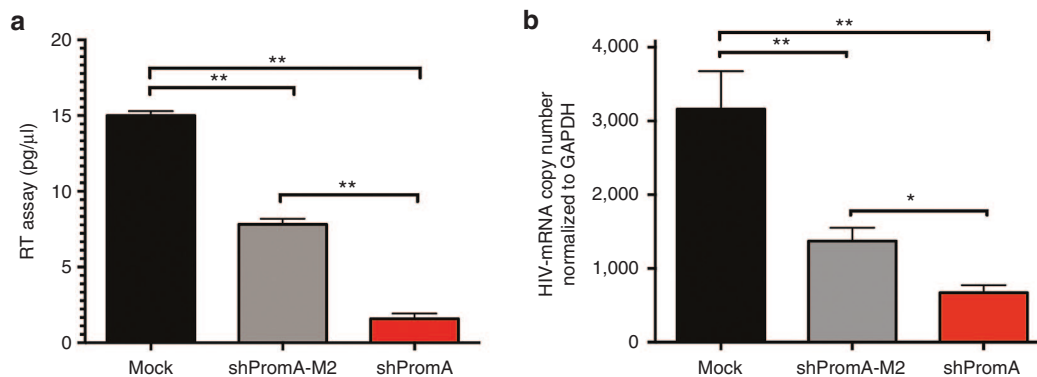 a
RT assay (pg/µl)
20
15
10
5
0
**
**
**
Mock
shPromA-M2
shPromA
b
HIV-mRNA copy number
normalized to GAPDH
4,000
3,000
2,000
1,000
0
**
**
*
Mock
shPromA-M2
shPromA